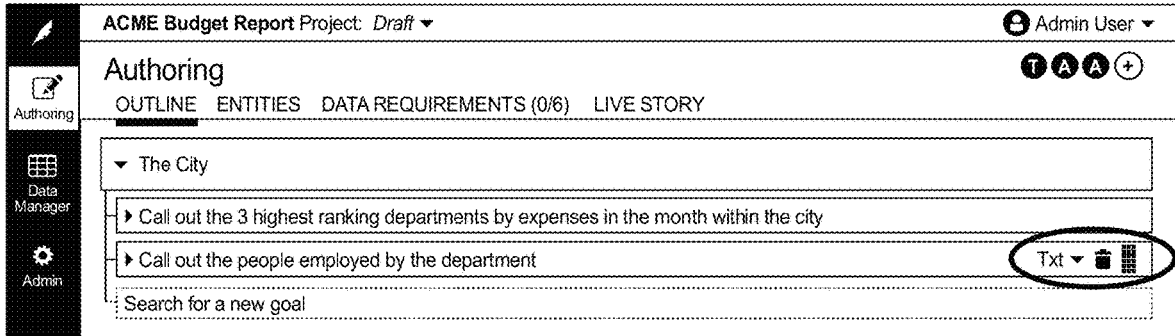 ACME Budget Report Project: Draft
Admin User
Authoring
T A A +
OUTLINE ENTITIES DATA REQUIREMENTS (0/6) LIVE STORY
Authoring
Data
Manager
Admin
The City
Call out the 3 highest ranking departments by expenses in the month within the city
Call out the people employed by the department
Txt
Search for a new goal